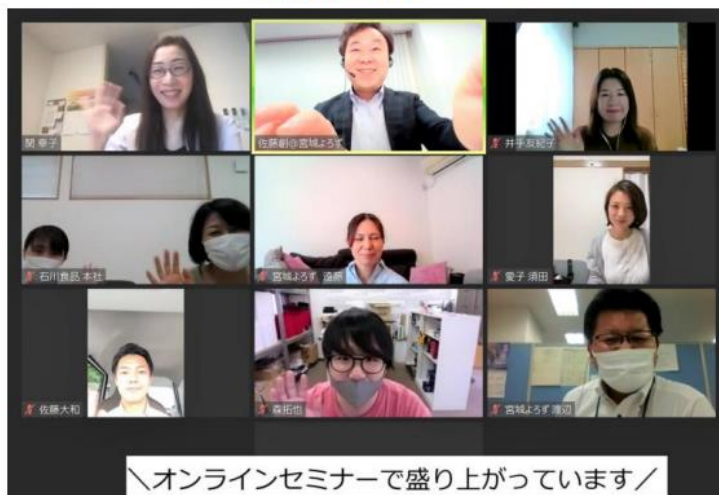 関 幸子
佐藤創@宮城よろず
井手友紀子
石川食品 本社
宮城よろず 遠藤
愛子 須田
佐藤大和
森拓也
宮城よろず 渡辺
＼オンラインセミナーで盛り上がっています／